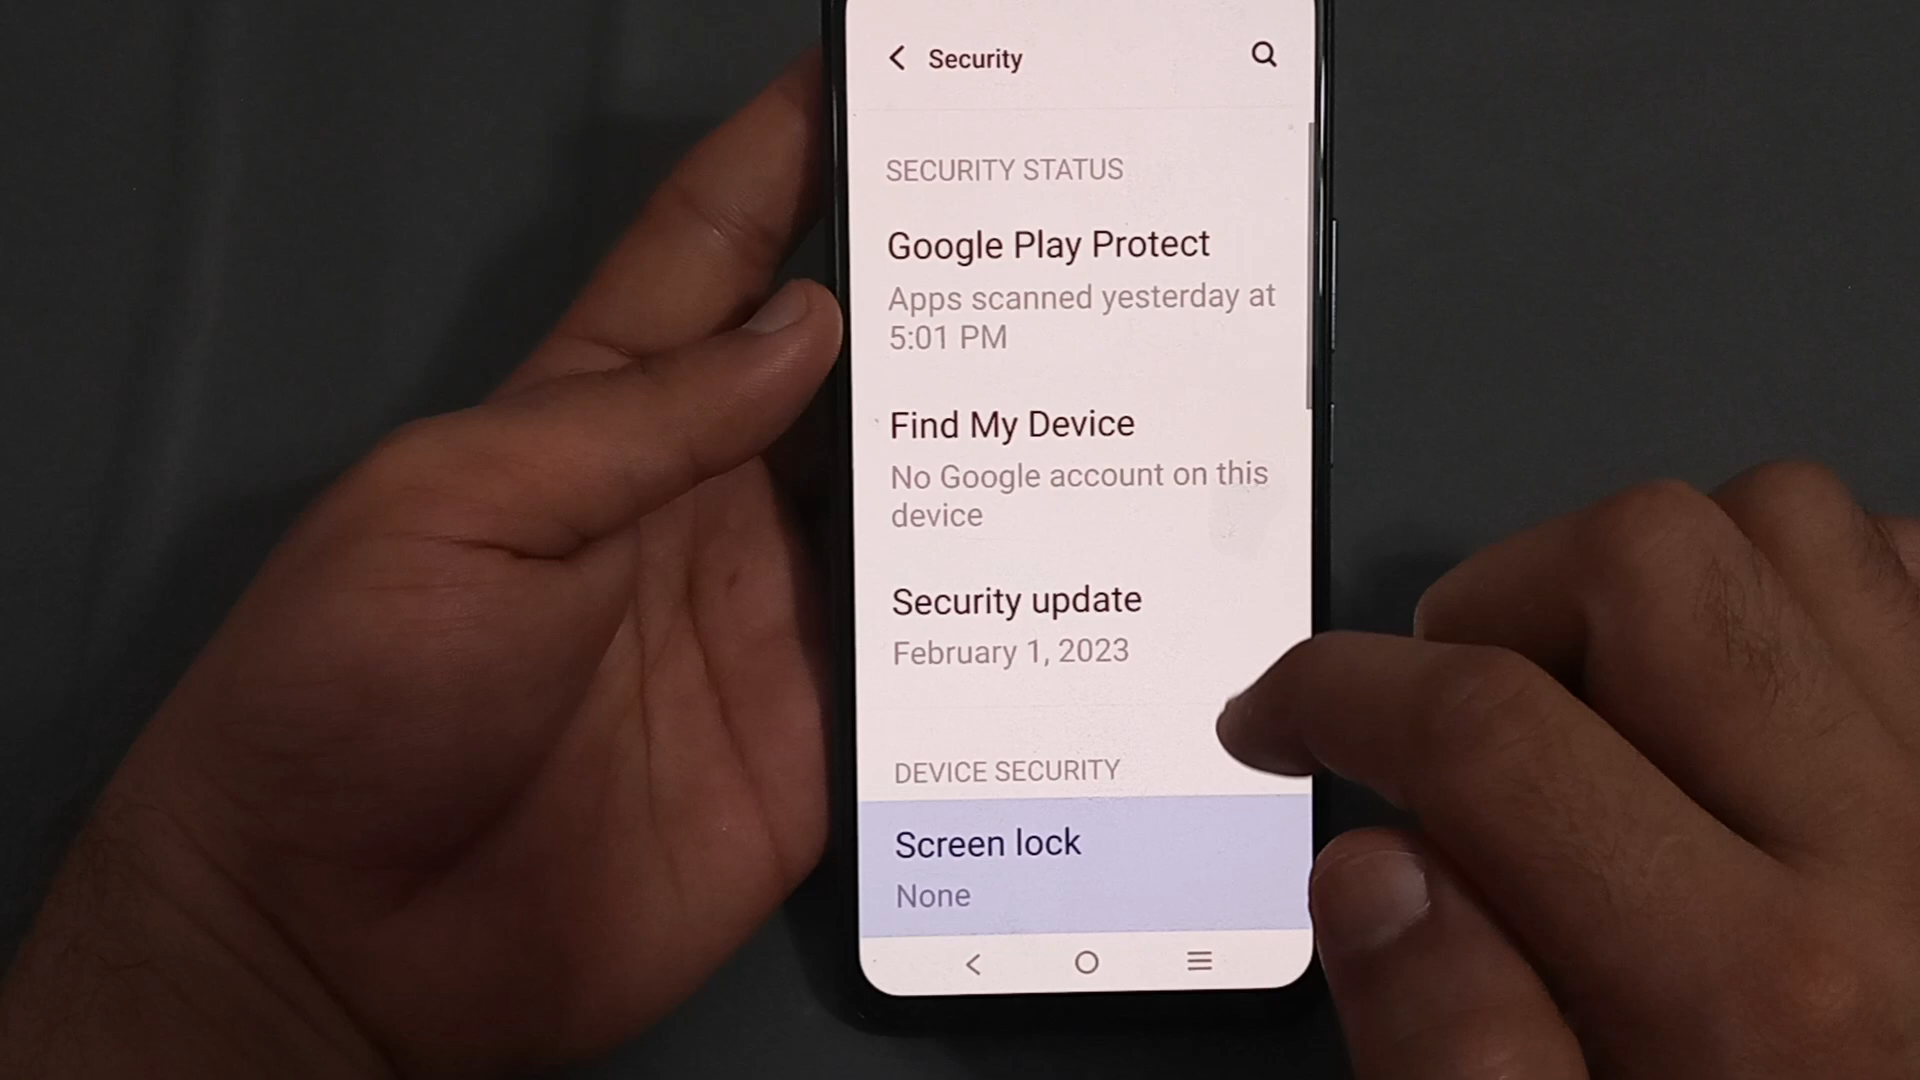 Security
SECURITY STATUS
Google Play Protect
Apps scanned yesterday at
5:01 PM
Find My Device
No Google account on this
device
Security update
February 1, 2023
DEVICE SECURITY
Screen lock
None